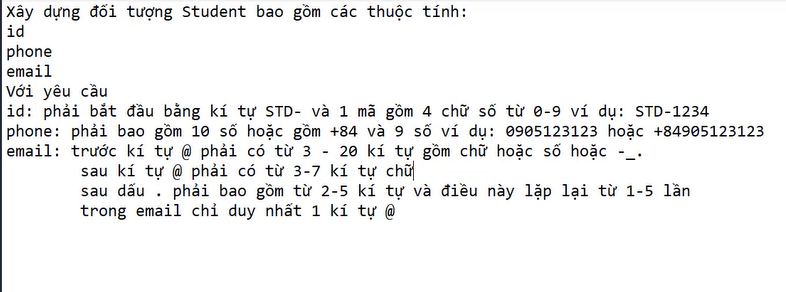 Xây dựng đối tượng Student bao gồm các thuộc tính:
id
phone
email
Với yêu cầu
id: phải bắt đầu bằng kí tự STD- và 1 mã gồm 4 chữ số từ 0-9 ví dụ: STD-1234
phone: phải bao gồm 10 số hoặc gồm +84 và 9 số ví dụ: 0905123123 hoặc +84905123123
email: trước kí tự @ phải có từ 3 - 20 kí tự gồm chữ hoặc số hoặc -_.
sau kí tự @ phải có từ 3-7 kí tự chữ
sau dấu . phải bao gồm từ 2-5 kí tự và điều này lặp lại từ 1-5 lần
trong email chỉ duy nhất 1 kí tự @